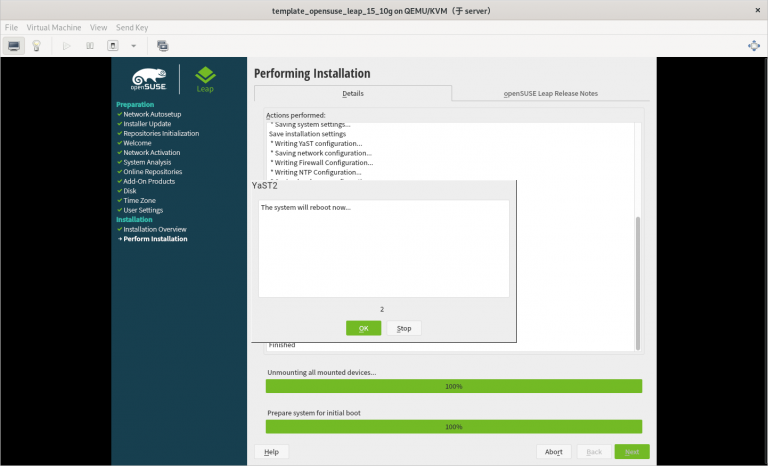 template_opensuse_leap_15_10g on QEMU/KVM（于 server）
File Virtual Machine View Send Key
openSUSE
Leap
Preparation
Network Autosetup
Installer Update
Repositories Initialization
Welcome
Network Activation
System Analysis
Online Repositories
Add-On Products
Disk
Time Zone
User Settings
Installation
Installation Overview
Perform Installation
Performing Installation
Details
openSUSE Leap Release Notes
Actions performed:
* Saving system settings...
Save installation settings
* Writing YaST configuration...
* Saving network configuration...
* Writing Firewall Configuration...
* Writing NTP Configuration...
YaST2
The system will reboot now...
2
OK
Stop
Finished
Unmounting all mounted devices...
100%
Prepare system for initial boot
100%
Help
Abort
Back
Next